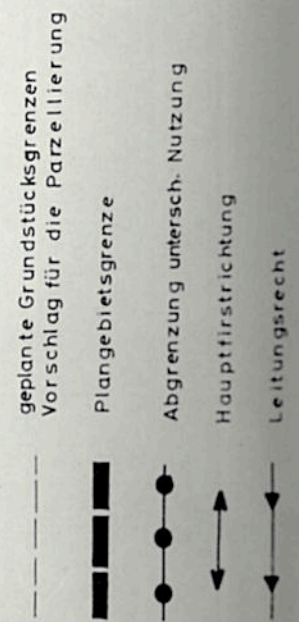 geplante Grundstücksgrenzen
Vorschlag für die Parzellierung
Plangebietsgrenze
Abgrenzung untersch. Nutzung
Hauptfirstrichtung
Leitungsrecht